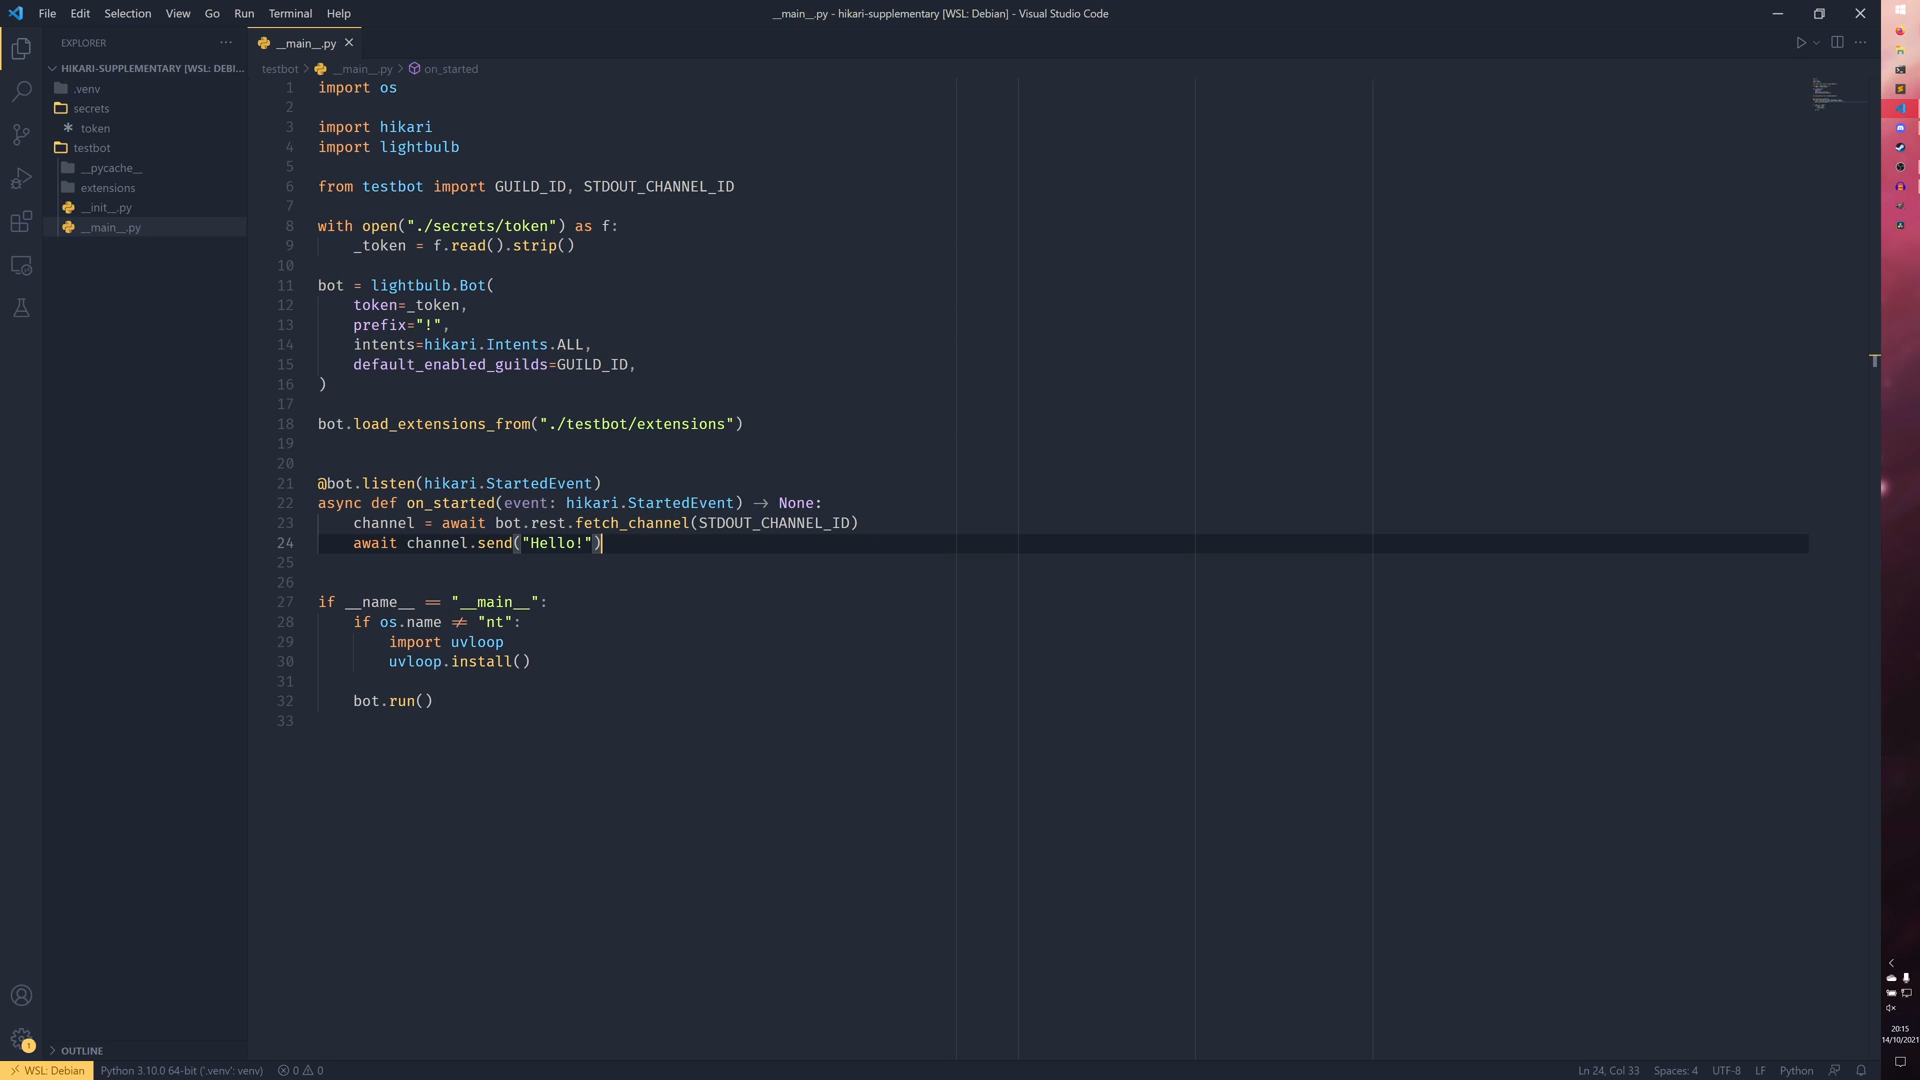 File Edit Selection View Go Run Terminal Help
__main__.py - hikari-supplementary [WSL: Debian] - Visual Studio Code
EXPLORER
HIKARI-SUPPLEMENTARY [WSL: DEBI...
.venv
secrets
token
testbot
__pycache__
extensions
__init__.py
__main__.py
OUTLINE
__main__.py
testbot > __main__.py > on_started
1 import os
2
3 import hikari
4 import lightbulb
5
6 from testbot import GUILD_ID, STDOUT_CHANNEL_ID
7
8 with open("./secrets/token") as f:
9 _token = f.read().strip()
10
11 bot = lightbulb.Bot(
12 token=_token,
13 prefix="!",
14 intents=hikari.Intents.ALL,
15 default_enabled_guilds=GUILD_ID,
16 )
17
18 bot.load_extensions_from("./testbot/extensions")
19
20
21 @bot.listen(hikari.StartedEvent)
22 async def on_started(event: hikari.StartedEvent) -> None:
23 channel = await bot.rest.fetch_channel(STDOUT_CHANNEL_ID)
24 await channel.send("Hello!")
25
26
27 if __name__ == "__main__":
28 if os.name != "nt":
29 import uvloop
30 uvloop.install()
31
32 bot.run()
33
1
WSL: Debian Python 3.10.0 64-bit ('.venv': venv) 0 0
Ln 24, Col 33 Spaces: 4 UTF-8 LF Python
20:15
14/10/2021